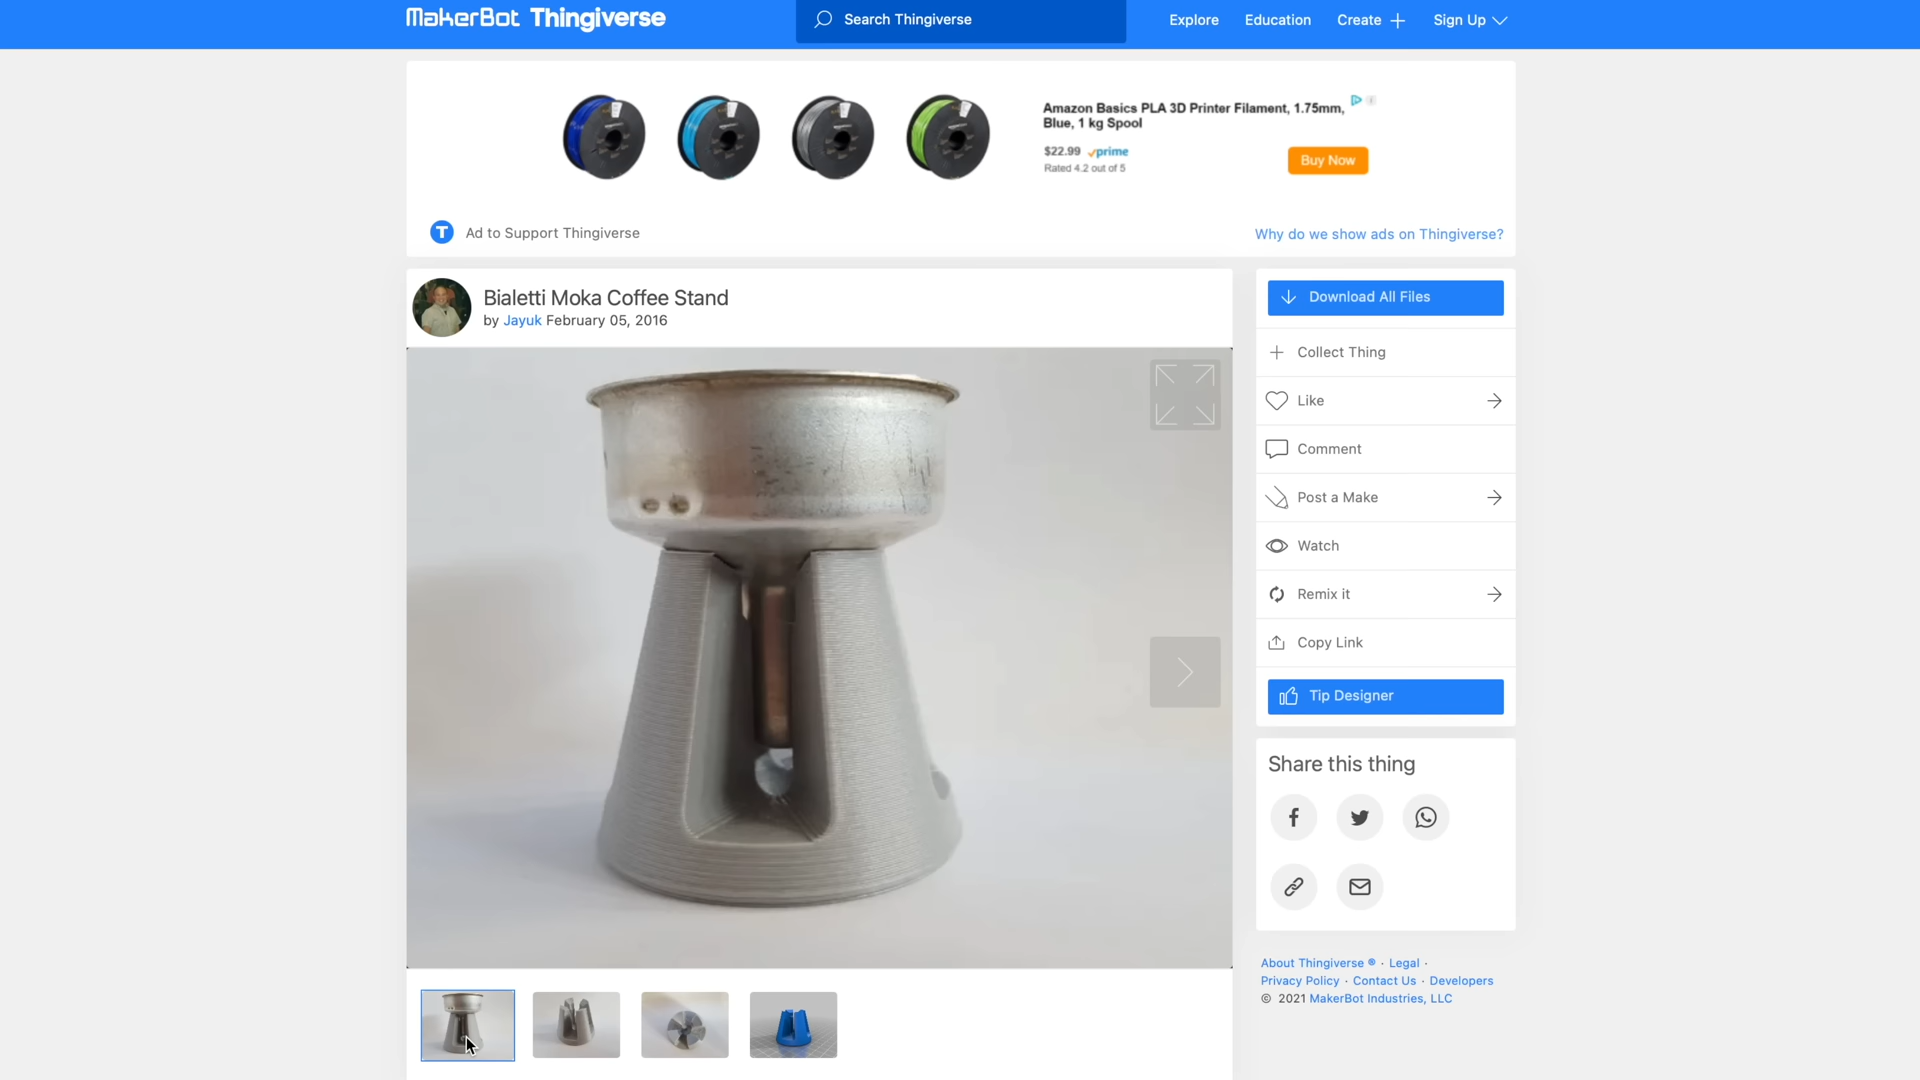 MakerBot Thingiverse
Search Thingiverse
Explore
Education
Create
Sign Up
Amazon Basics PLA 3D Printer Filament, 1.75mm,
Blue, 1 kg Spool
$22.99 prime
Rated 4.2 out of 5
Buy Now
T Ad to Support Thingiverse
Why do we show ads on Thingiverse?
Bialetti Moka Coffee Stand
by Jayuk February 05, 2016
Download All Files
Collect Thing
Like
Comment
Post a Make
Watch
Remix it
Copy Link
Tip Designer
Share this thing
About Thingiverse ® · Legal ·
Privacy Policy · Contact Us · Developers
© 2021 MakerBot Industries, LLC